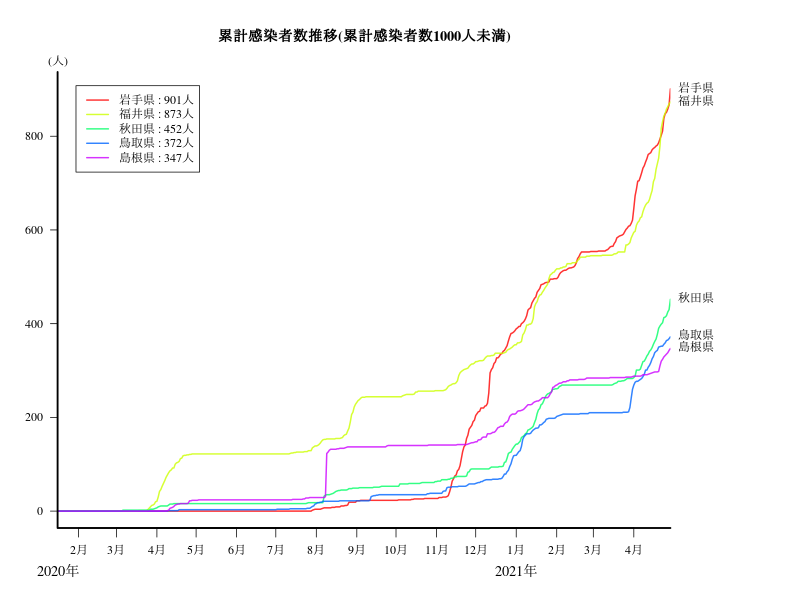 累計感染者数推移(累計感染者数1000人未満)
(人)
岩手県 : 901人
福井県 : 873人
秋田県 : 452人
鳥取県 : 372人
島根県 : 347人
岩手県
福井県
秋田県
鳥取県
島根県
800
600
400
200
0
2月 3月 4月 5月 6月 7月 8月 9月 10月 11月 12月 1月 2月 3月 4月
2020年 2021年